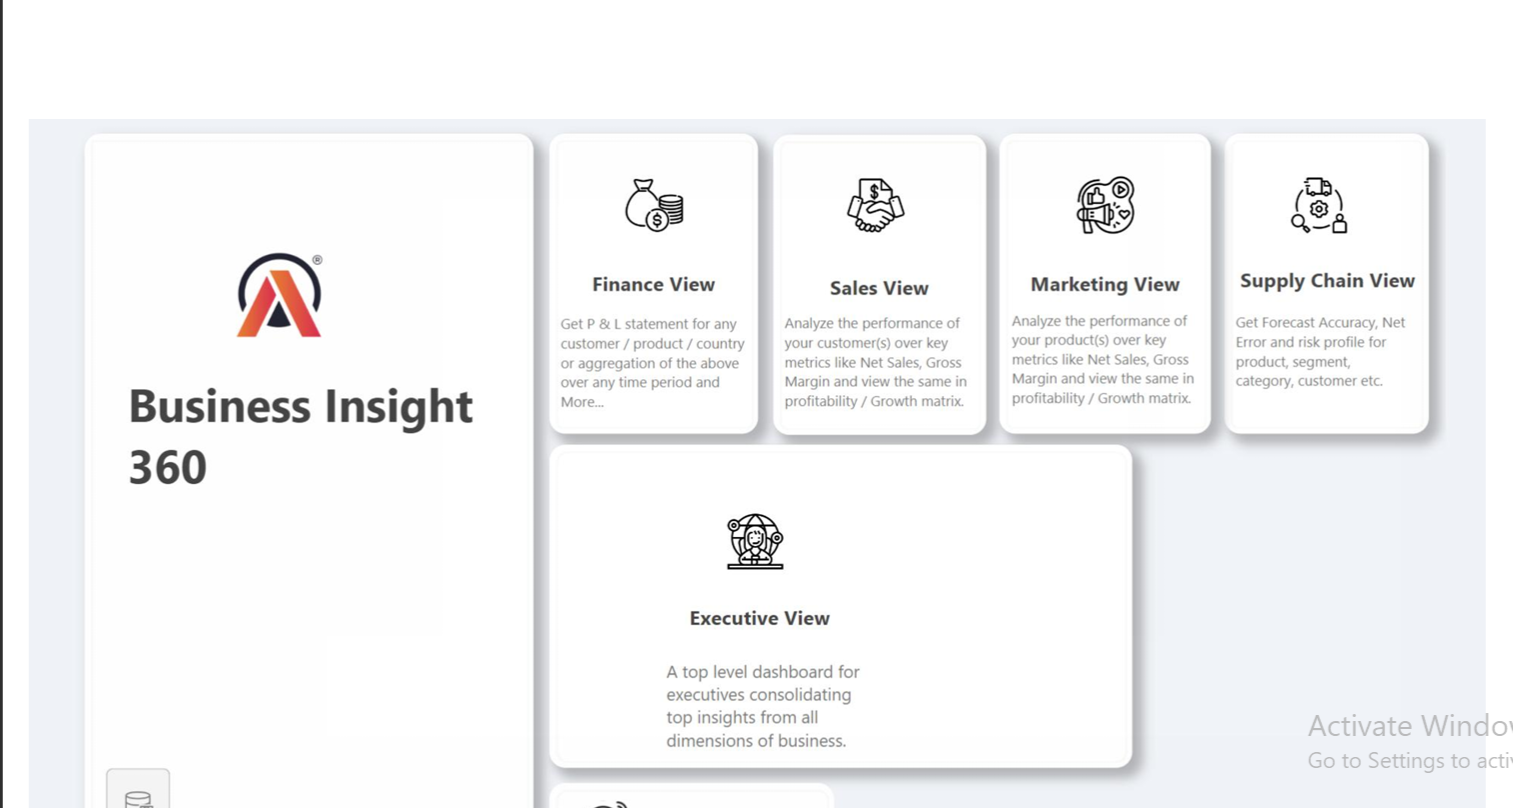 ®
Business Insight
360
Finance View
Get P & L statement for any
customer / product / country
or aggregation of the above
over any time period and
More...
Sales View
Analyze the performance of
your customer(s) over key
metrics like Net Sales, Gross
Margin and view the same in
profitability / Growth matrix.
Marketing View
Analyze the performance of
your product(s) over key
metrics like Net Sales, Gross
Margin and view the same in
profitability / Growth matrix.
Supply Chain View
Get Forecast Accuracy, Net
Error and risk profile for
product, segment,
category, customer etc.
Executive View
A top level dashboard for
executives consolidating
top insights from all
dimensions of business.
Activate Window
Go to Settings to acti